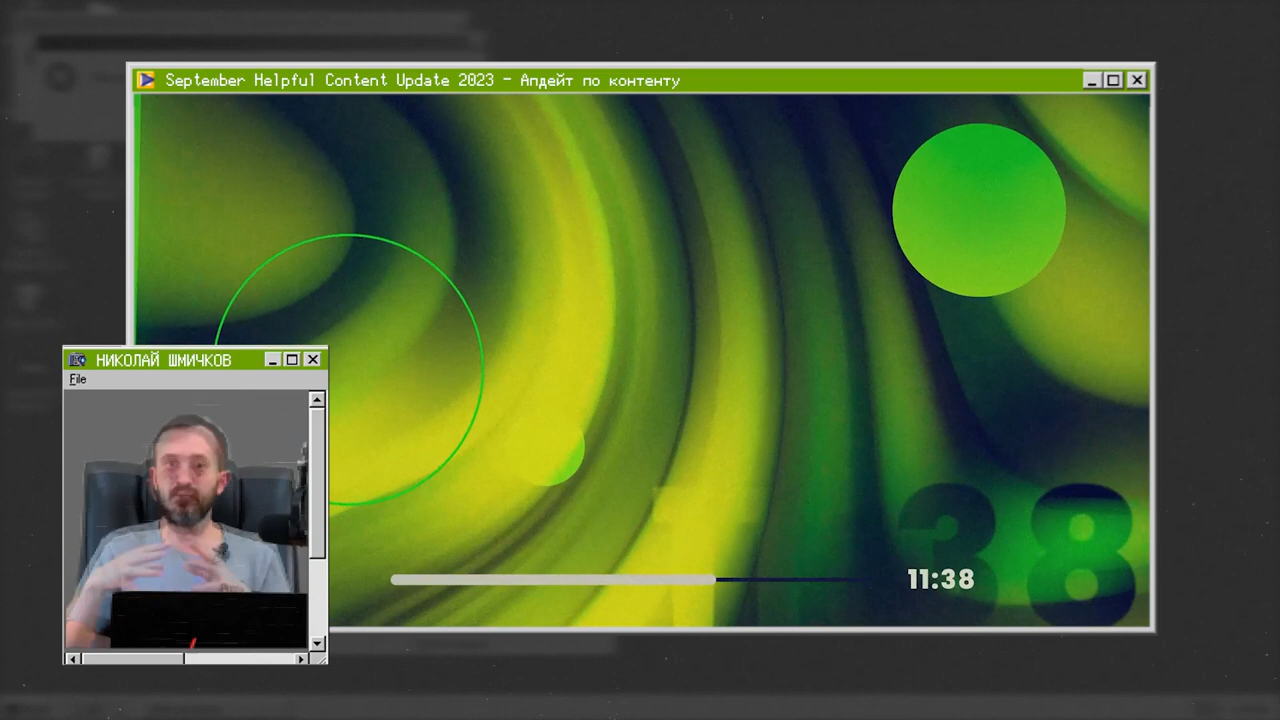 September Helpful Content Update 2023 - Апдейт по контенту
НИКОЛАЙ ШМИЧКОВ
File
38
11:38